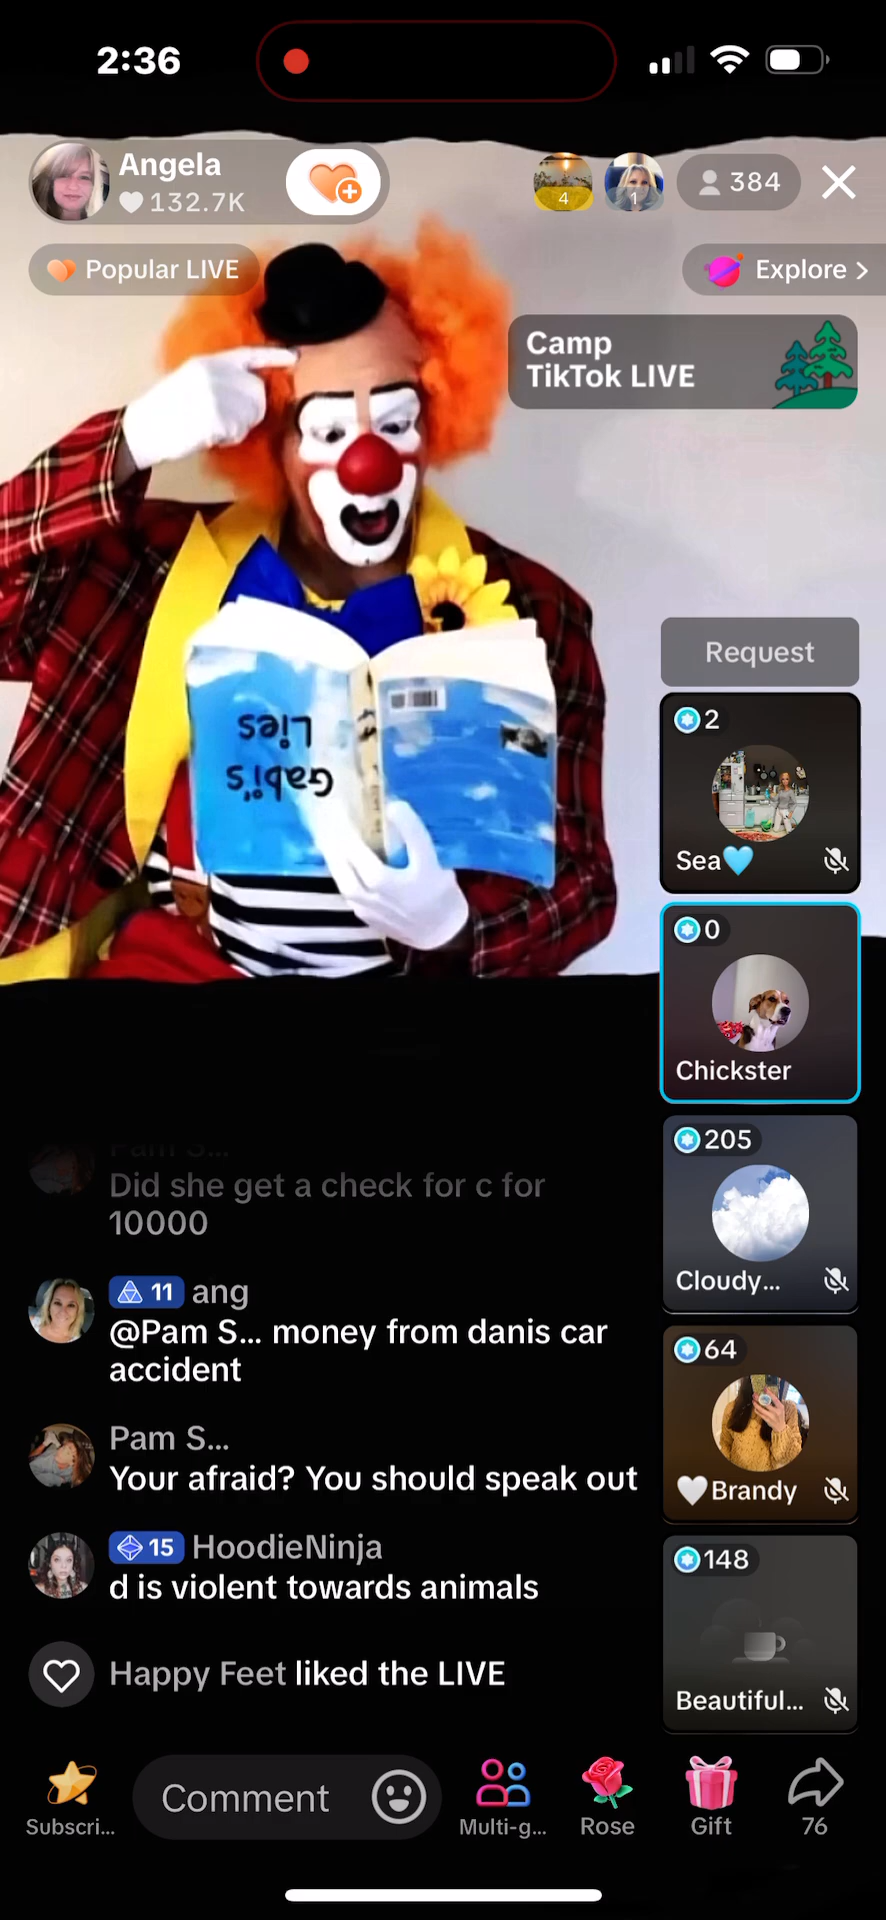 2:36
Angela
132.7K
4
1
384
Popular LIVE
Explore >
Camp
TikTok LIVE
Request
Gabi's
Lies
2
Sea🩵
0
Chickster
205
Cloudy...
64
🤍Brandy
148
Beautiful...
Pam S...
Did she get a check for c for
10000
11 ang
@Pam S... money from danis car
accident
Pam S...
Your afraid? You should speak out
15 HoodieNinja
d is violent towards animals
Happy Feet liked the LIVE
Subscri...
Comment
Multi-g...
Rose
Gift
76